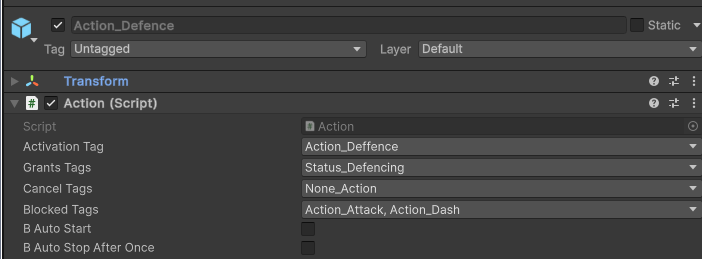 Action_Defence Static
Tag Untagged Layer Default
Transform
# Action (Script)
Script # Action
Activation Tag Action_Deffence
Grants Tags Status_Defencing
Cancel Tags None_Action
Blocked Tags Action_Attack, Action_Dash
B Auto Start
B Auto Stop After Once